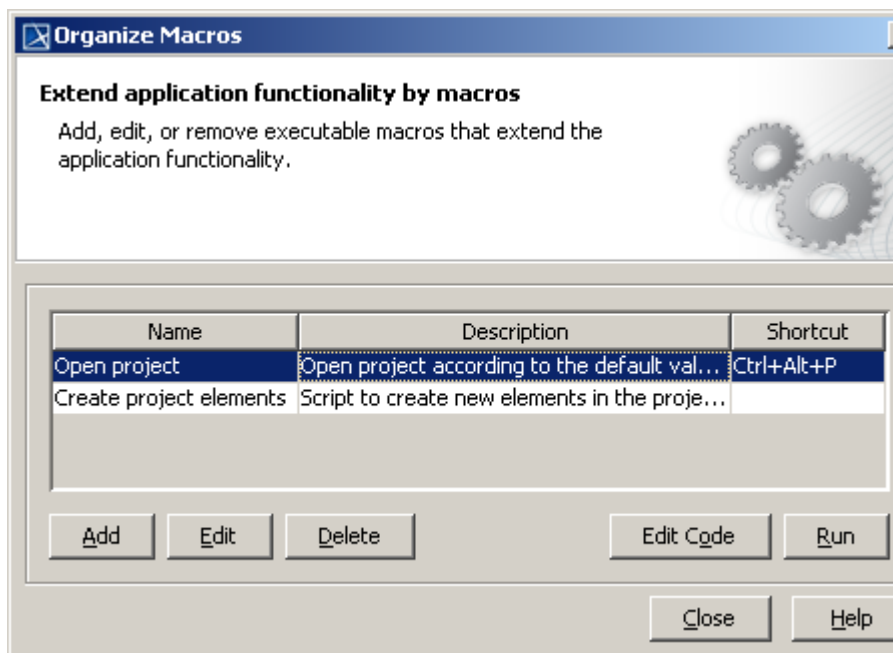 Organize Macros
Extend application functionality by macros
Add, edit, or remove executable macros that extend the
application functionality.
Name Description Shortcut
Open project Open project according to the default val... Ctrl+Alt+P
Create project elements Script to create new elements in the proje...
Add Edit Delete Edit Code Run
Close Help